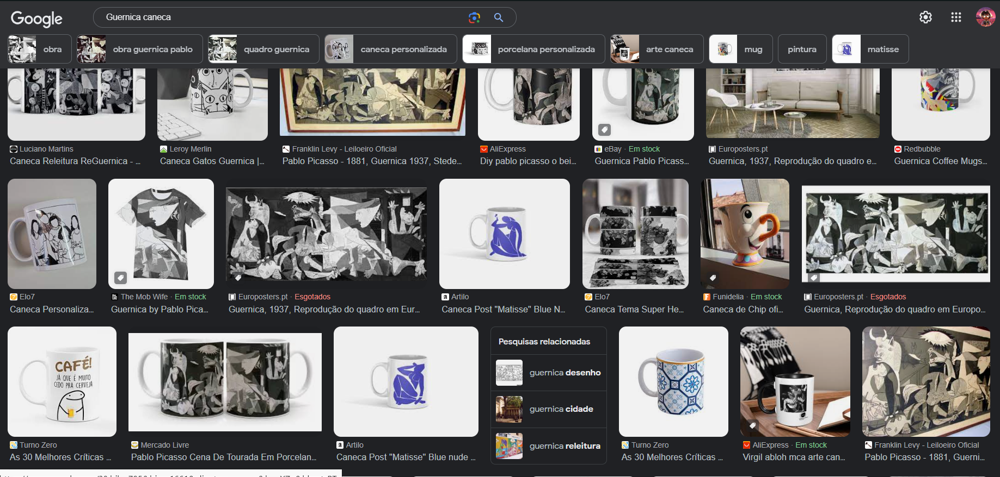 Google
Guernica caneca
obra
obra guernica pablo
quadro guernica
caneca personalizada
porcelana personalizada
arte caneca
mug
pintura
matisse
Luciano Martins
Caneca Releitura ReGuernica - ...
Leroy Merlin
Caneca Gatos Guernica |...
Franklin Levy - Leiloeiro Oficial
Pablo Picasso - 1881, Guernica 1937, Stede...
AliExpress
Diy pablo picasso o bei...
eBay · Em stock
Guernica Pablo Picass...
Europosters.pt
Guernica, 1937, Reprodução do quadro e...
Redbubble
Guernica Coffee Mugs...
Elo7
Caneca Personaliza...
The Mob Wife · Em stock
Guernica by Pablo Pica...
Europosters.pt · Esgotados
Guernica, 1937, Reprodução do quadro em Eur...
Artilo
Caneca Post "Matisse" Blue N...
Elo7
Caneca Tema Super He...
Funidelia · Em stock
Caneca de Chip ofi...
Europosters.pt · Esgotados
Guernica, Reprodução do quadro em Europo...
CAFÉ!
JÁ QUE É MUITO
CEDO PRA CERVEJA
Turno Zero
As 30 Melhores Críticas ...
Mercado Livre
Pablo Picasso Cena De Tourada Em Porcelan...
Artilo
Caneca Post "Matisse" Blue nude ...
Pesquisas relacionadas
guernica desenho
guernica cidade
guernica releitura
Turno Zero
As 30 Melhores Críticas ...
AliExpress · Em stock
Virgil abloh mca arte can...
Franklin Levy - Leiloeiro Oficial
Pablo Picasso - 1881, Guerni...